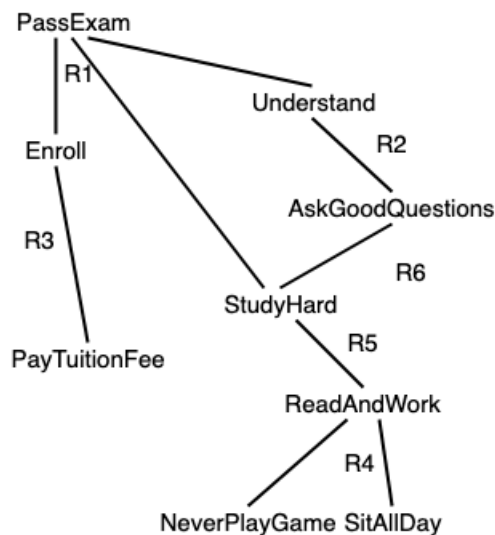 PassExam
R1
Understand
Enroll
R2
AskGoodQuestions
R3
R6
StudyHard
R5
PayTuitionFee
ReadAndWork
R4
NeverPlayGame SitAllDay